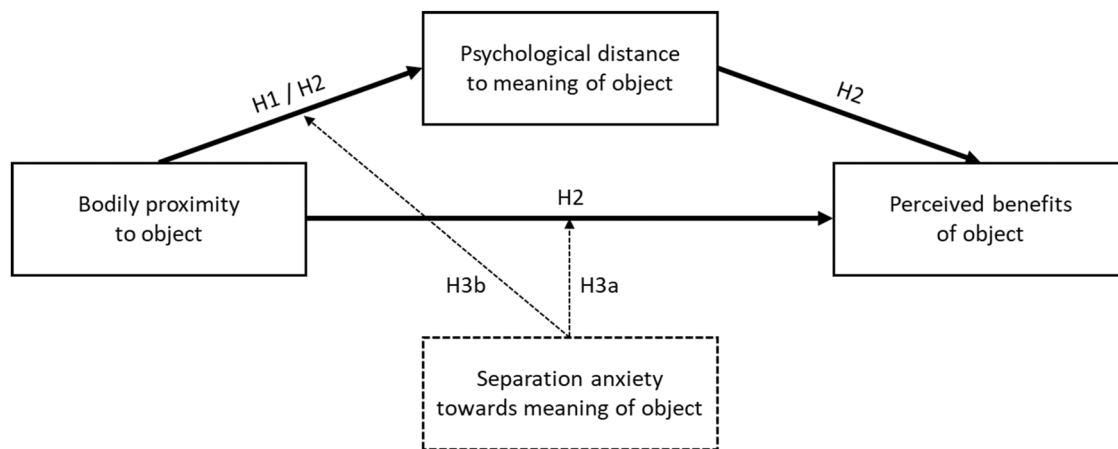 Psychological distance
to meaning of object
H1 / H2
H2
Bodily proximity
to object
H2
Perceived benefits
of object
H3b
H3a
Separation anxiety
towards meaning of object